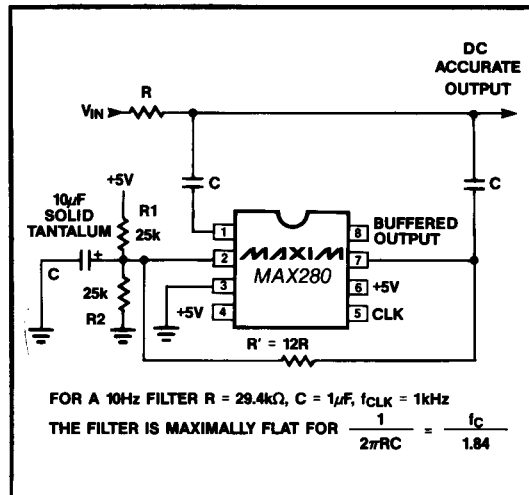 DC
ACCURATE
OUTPUT
R
VIN
C
C
+5V
10µF
SOLID
TANTALUM
R1
25k
C
+
25k
R2
1
2
3
4
MAXIM
MAX280
8
7
6
5
BUFFERED
OUTPUT
+5V
CLK
+5V
R' = 12R
FOR A 10Hz FILTER R = 29.4kΩ, C = 1µF, fCLK = 1kHz
THE FILTER IS MAXIMALLY FLAT FOR 1/2πRC = fC/1.84